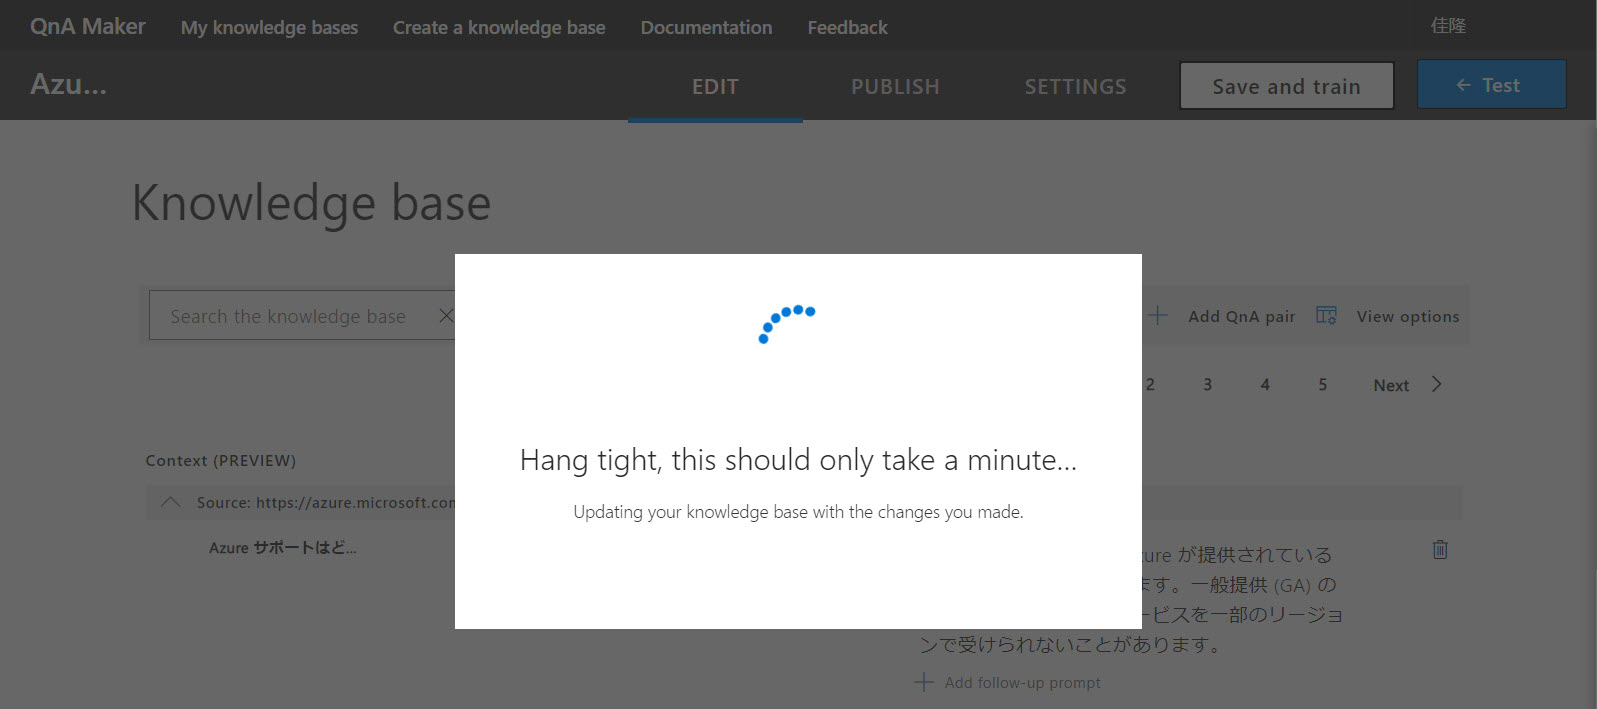 QnA Maker My knowledge bases Create a knowledge base Documentation Feedback 佳隆
Azu... EDIT PUBLISH SETTINGS Save and train ← Test
Knowledge base
Search the knowledge base
Add QnA pair View options
2 3 4 5 Next
Hang tight, this should only take a minute...
Updating your knowledge base with the changes you made.
Context (PREVIEW)
Source: https://azure.microsoft.con
Azure サポートはど...
ure が提供されている
ます。一般提供 (GA) の
ービスを一部のリージョ
ンで受けられないことがあります。
Add follow-up prompt